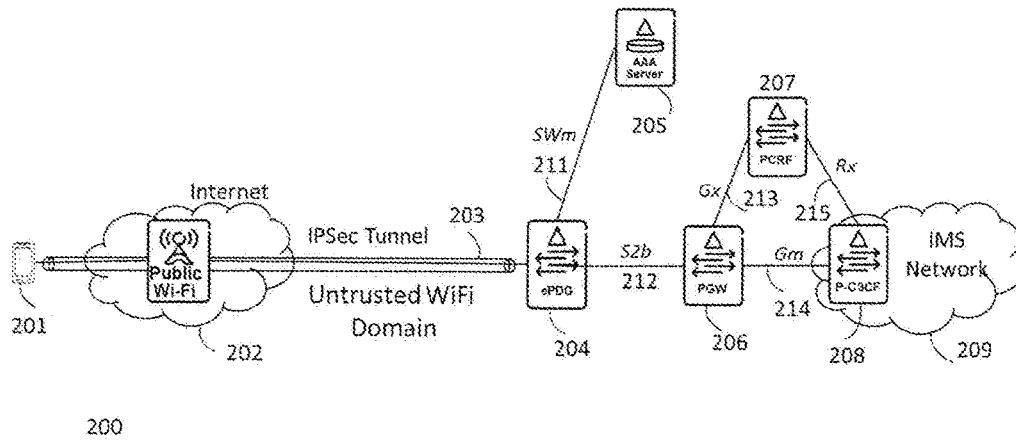 AAA
Server
205
207
PCRF
SWm
211
Gx
213
Rx
215
Internet
203
IPSec Tunnel
Public
Wi-Fi
Untrusted WiFi
Domain
201
202
ePDG
204
S2b
212
PGW
206
Gm
214
P-CSCF
208
IMS
Network
209
200